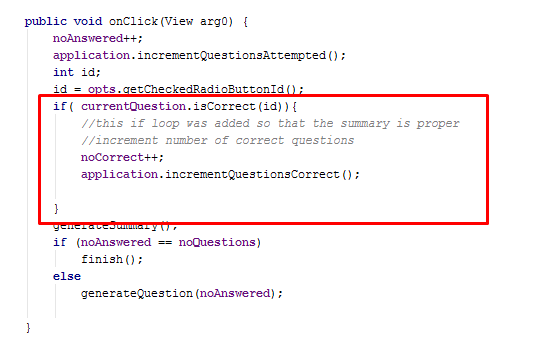 public void onClick(View arg0) {
noAnswered++;
application.incrementQuestionsAttempted();
int id;
id = opts.getCheckedRadioButtonId();
if( currentQuestion.isCorrect(id)){
//this if loop was added so that the summary is proper
//increment number of correct questions
noCorrect++;
application.incrementQuestionsCorrect();
}
generateSummary();
if (noAnswered == noQuestions)
finish();
else
generateQuestion(noAnswered);
}